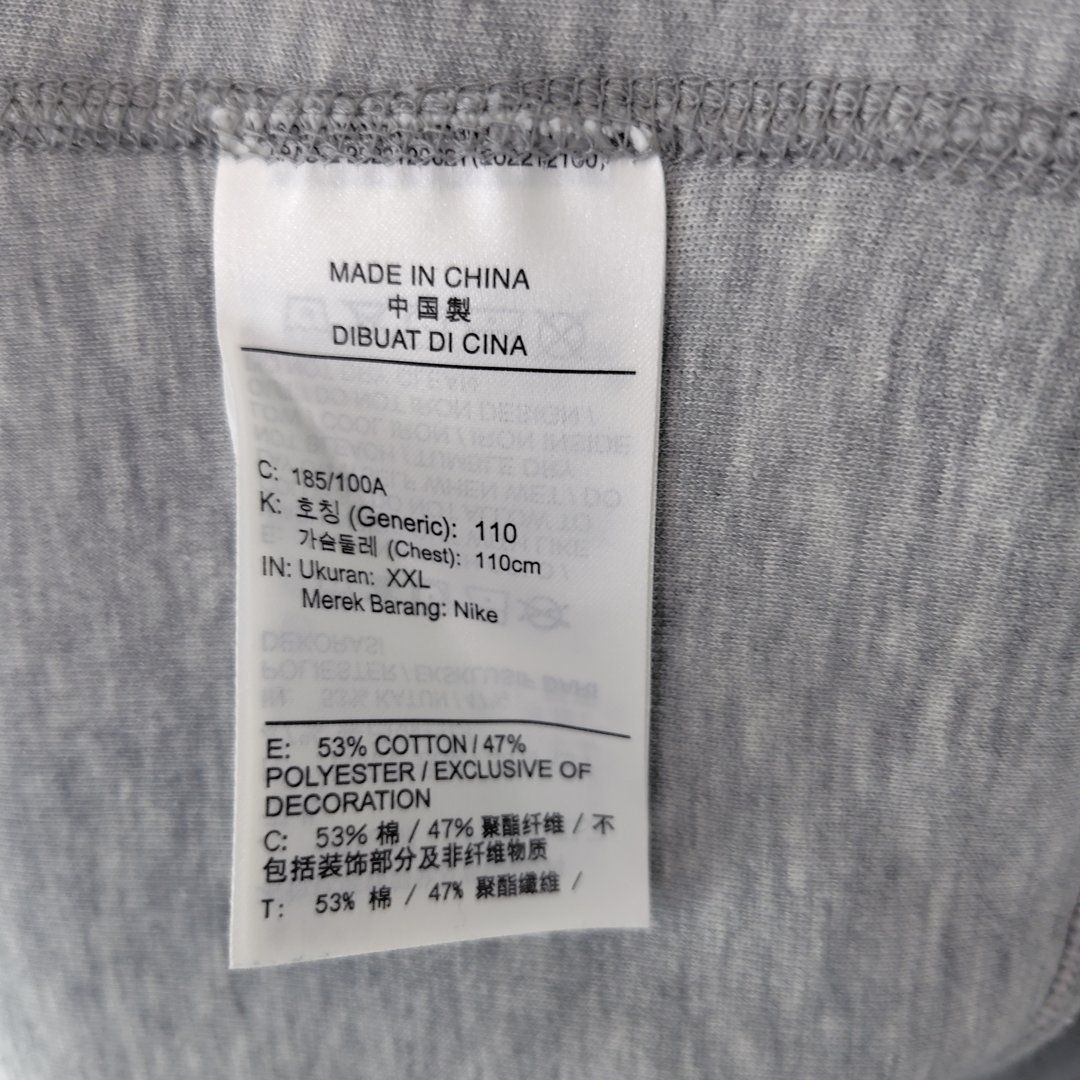 MADE IN CHINA
中国製
DIBUAT DI CINA
C: 185/100A
K: 호칭 (Generic): 110
가슴둘레 (Chest): 110cm
IN: Ukuran: XXL
Merek Barang: Nike
E: 53% COTTON / 47%
POLYESTER / EXCLUSIVE OF
DECORATION
C: 53% 棉 / 47% 聚酯纤维 / 不
包括装饰部分及非纤维物质
T: 53% 棉 / 47% 聚酯纖維 /